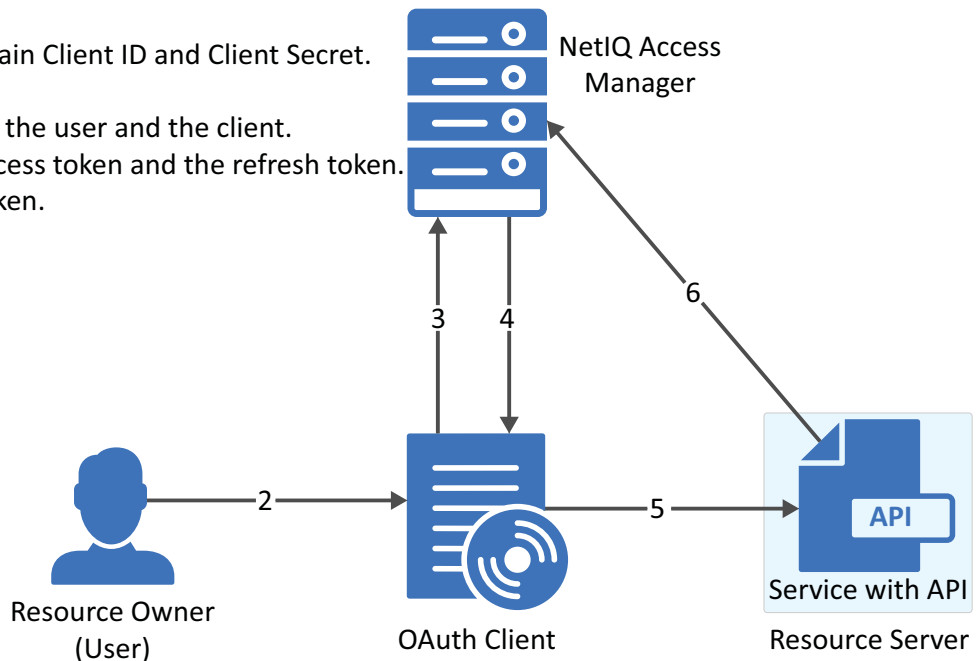 ain Client ID and Client Secret.
the user and the client.
cess token and the refresh token.
ken.
NetIQ Access
Manager
3
4
6
2
5
API
Service with API
Resource Owner
(User)
OAuth Client
Resource Server